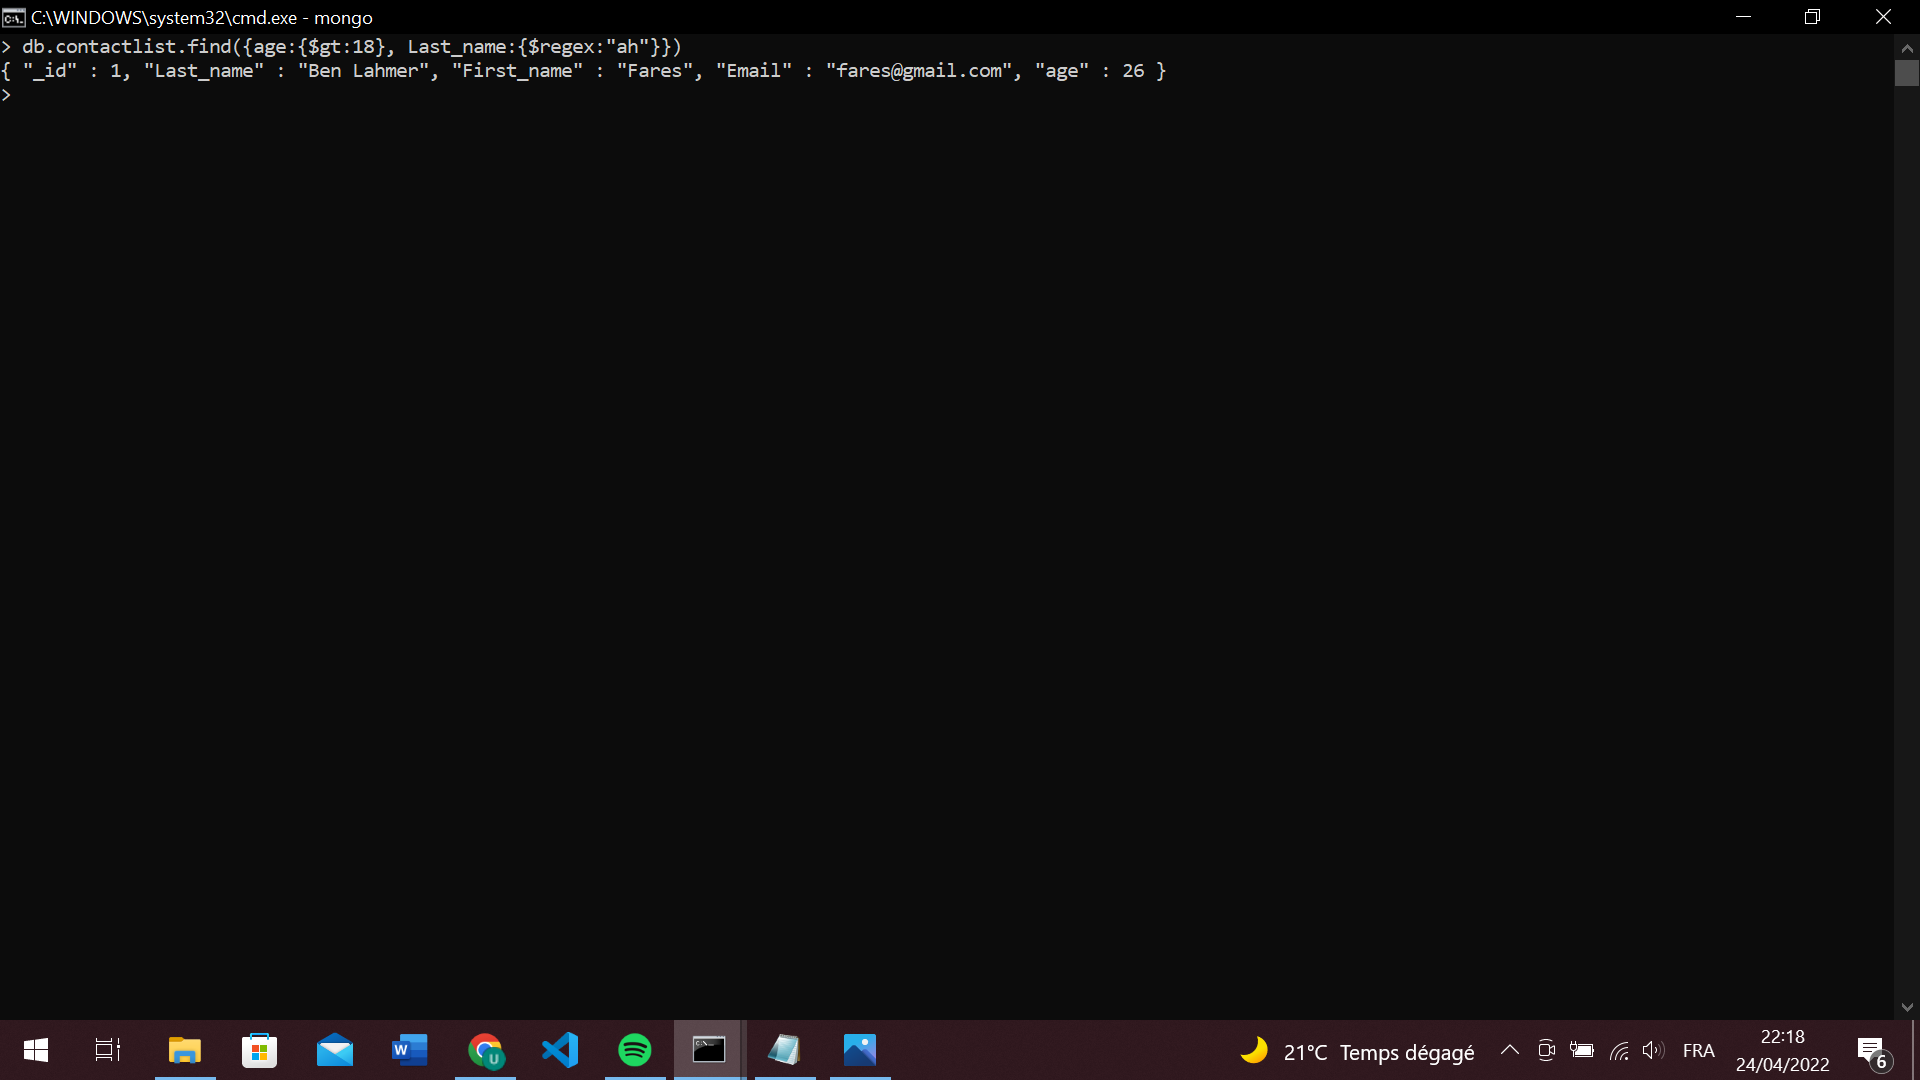 C:\WINDOWS\system32\cmd.exe - mongo
> db.contactlist.find({age:{$gt:18}, Last_name:{$regex:"ah"}})
{ "_id" : 1, "Last_name" : "Ben Lahmer", "First_name" : "Fares", "Email" : "fares@gmail.com", "age" : 26 }
>
21°C Temps dégagé
FRA
22:18
24/04/2022
6